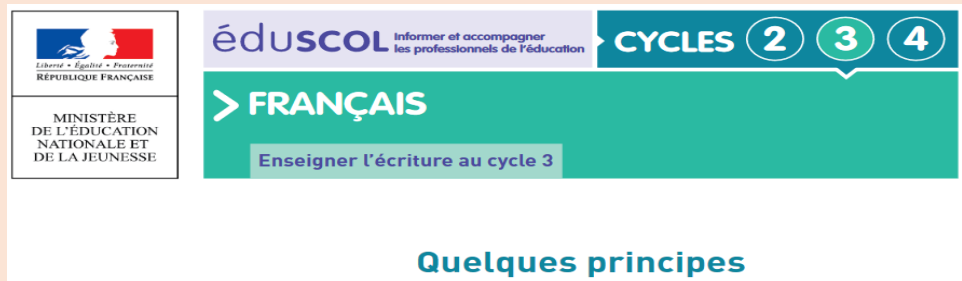 éduSCOL Informer et accompagner
les professionnels de l'éducation
CYCLES 2 3 4
Liberté • Égalité • Fraternité
RÉPUBLIQUE FRANÇAISE
MINISTÈRE
DE L'ÉDUCATION
NATIONALE ET
DE LA JEUNESSE
> FRANÇAIS
Enseigner l'écriture au cycle 3
Quelques principes